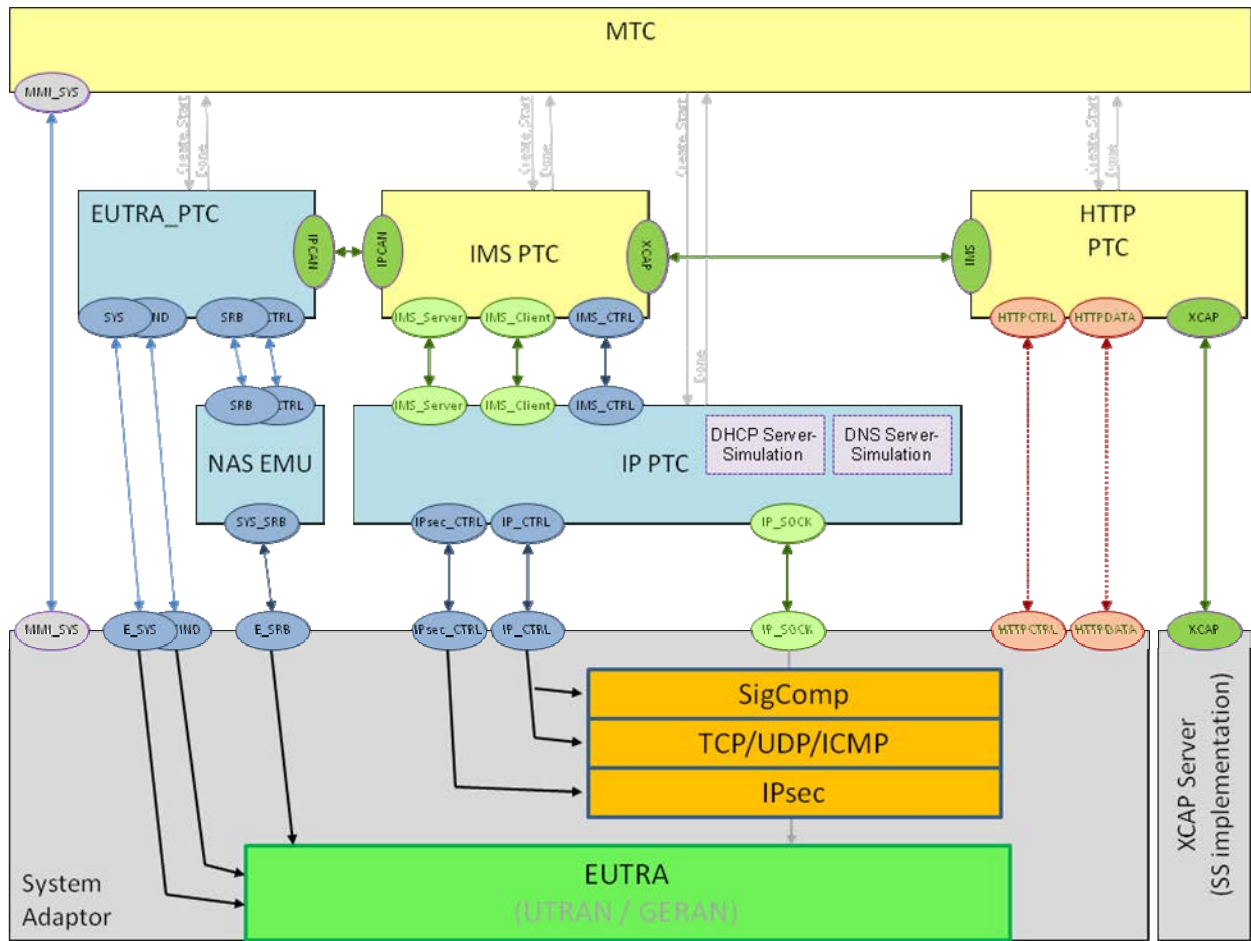 MTC
MMI_SYS
Create, Start
Done
Create, Start
Done
Create, Start
Done
Create, Start
Done
EUTRA_PTC
IPCAN
IPCAN
IMS PTC
XCAP
IMS
HTTP
PTC
SYS
IND
SRB
CTRL
IMS_Server
IMS_Client
IMS_CTRL
HTTPCTRL
HTTPDATA
XCAP
SRB
CTRL
IMS_Server
IMS_Client
IMS_CTRL
NAS EMU
IP PTC
DHCP Server-
Simulation
DNS Server-
Simulation
SYS_SRB
IPsec_CTRL
IP_CTRL
IP_SOCK
MMI_SYS
E_SYS
IND
E_SRB
IPsec_CTRL
IP_CTRL
IP_SOCK
HTTPCTRL
HTTPDATA
XCAP
SigComp
TCP/UDP/ICMP
IPsec
EUTRA
(UTRAN / GERAN)
System
Adaptor
XCAP Server
(SS implementation)